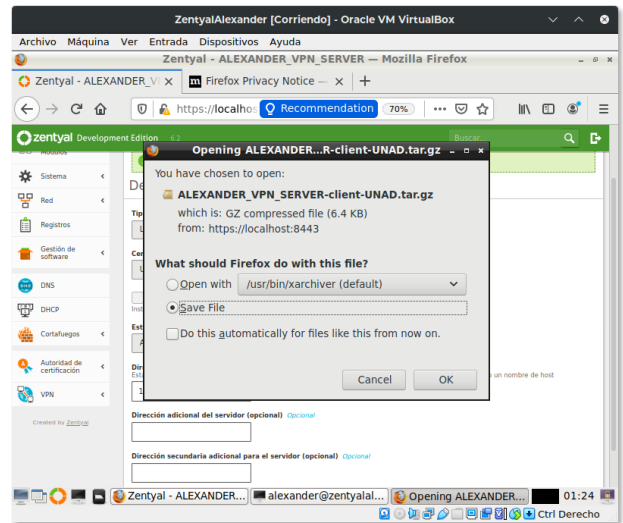 ZentyalAlexander [Corriendo] - Oracle VM VirtualBox
Archivo Máquina Ver Entrada Dispositivos Ayuda
Zentyal - ALEXANDER_VPN_SERVER — Mozilla Firefox
Zentyal - ALEXANDER_V
Firefox Privacy Notice —
https://localhos
Recommendation
70%
zentyal Development Edition 6.2
Buscar
Módulos
Sistema
Red
Registros
Gestión de
software
DNS
DHCP
Cortafuegos
Autoridad de
certificación
VPN
Created by Zentyal
Opening ALEXANDER...R-client-UNAD.tar.gz
You have chosen to open:
ALEXANDER_VPN_SERVER-client-UNAD.tar.gz
which is: GZ compressed file (6.4 KB)
from: https://localhost:8443
What should Firefox do with this file?
Open with /usr/bin/xarchiver (default)
Save File
Do this automatically for files like this from now on.
Cancel OK
un nombre de host
Dirección adicional del servidor (opcional) Opcional
Dirección secundaria adicional para el servidor (opcional) Opcional
Zentyal - ALEXANDER...
alexander@zentyalal...
Opening ALEXANDER...
01:24
Ctrl Derecho